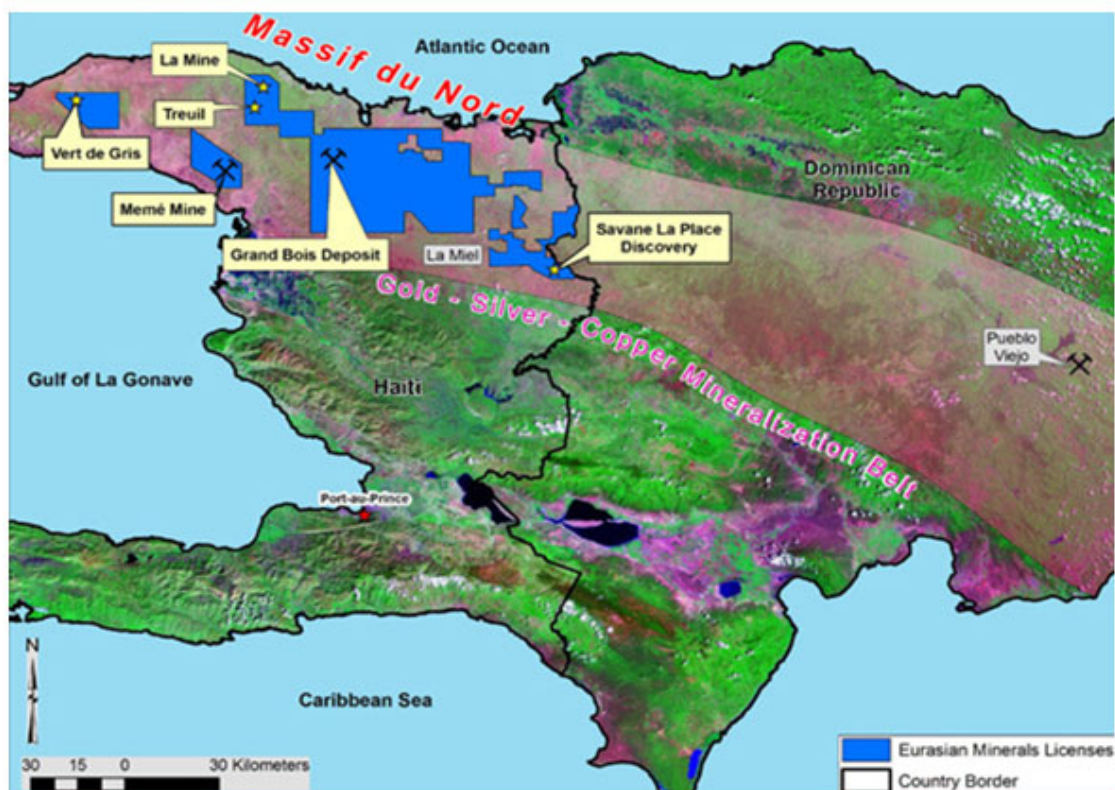 Massif du Nord
Atlantic Ocean
La Mine
Treuil
Vert de Gris
Memé Mine
Grand Bois Deposit
La Miel
Savane La Place
Discovery
Dominican
Republic
Gold - Silver - Copper Mineralization Belt
Pueblo
Viejo
Gulf of La Gonave
Haiti
Port-au-Prince
Caribbean Sea
N
30 15 0 30 Kilometers
Eurasian Minerals Licenses
Country Border